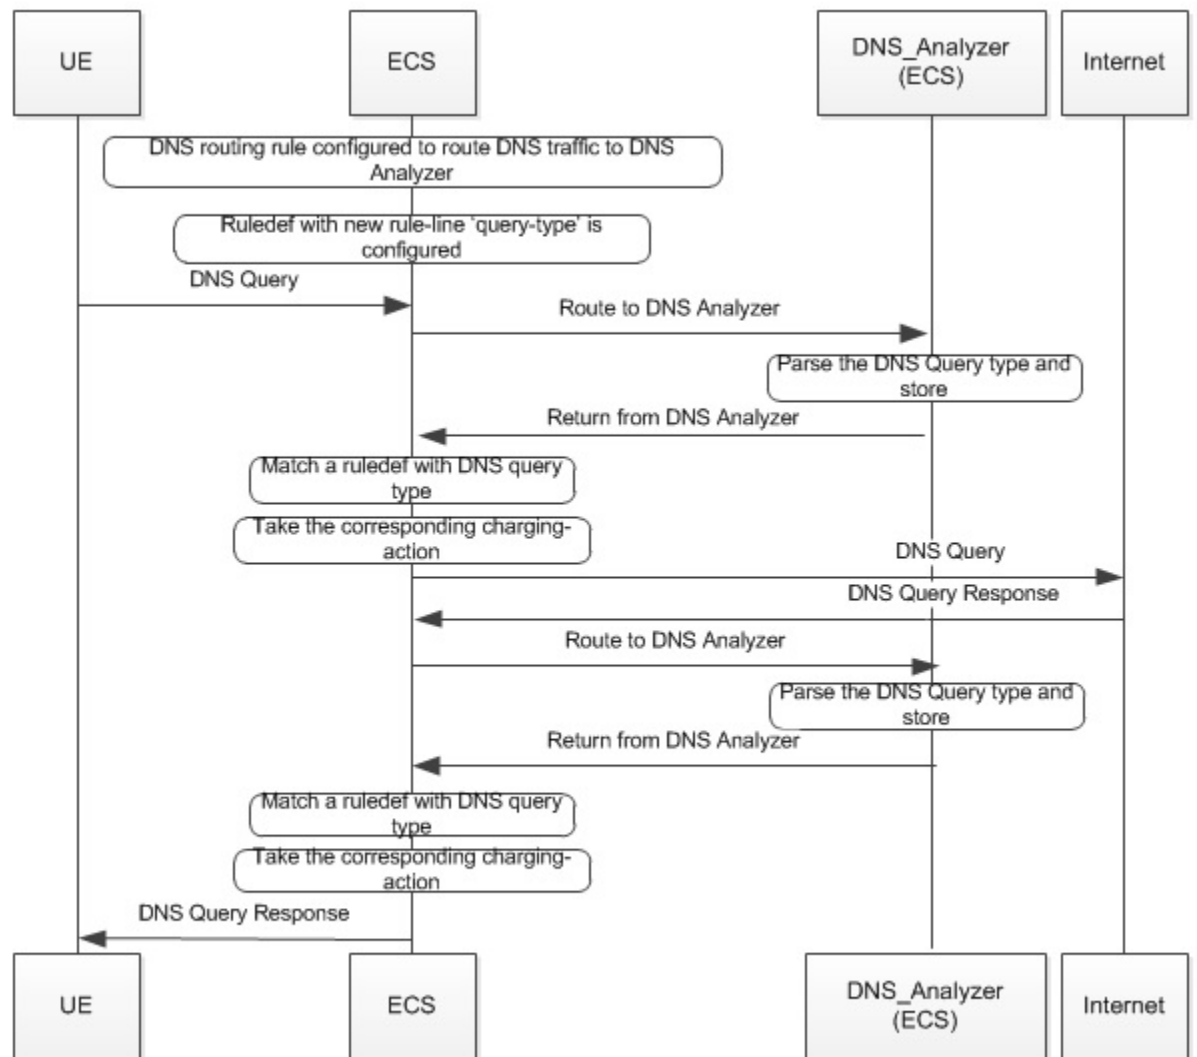 UE
ECS
DNS_Analyzer
(ECS)
Internet
DNS routing rule configured to route DNS traffic to DNS
Analyzer
Ruledef with new rule-line ‘query-type’ is
configured
DNS Query
Route to DNS Analyzer
Parse the DNS Query type and
store
Return from DNS Analyzer
Match a ruledef with DNS query
type
Take the corresponding charging-
action
DNS Query
DNS Query Response
Route to DNS Analyzer
Parse the DNS Query type and
store
Return from DNS Analyzer
Match a ruledef with DNS query
type
Take the corresponding charging-
action
DNS Query Response
UE
ECS
DNS_Analyzer
(ECS)
Internet